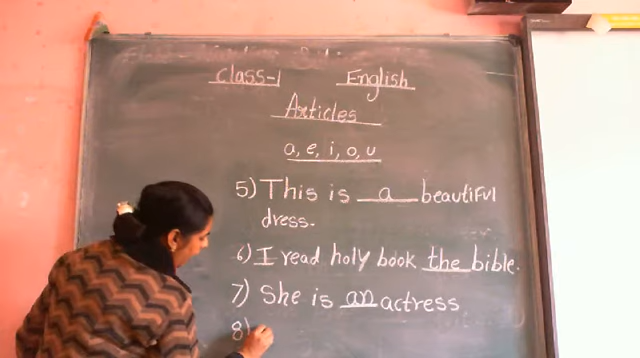 Class-1 English
Articles
a, e, i, o, u
5) This is a beautiful
dress.
6) I read holy book the bible.
7) She is an actress
8)